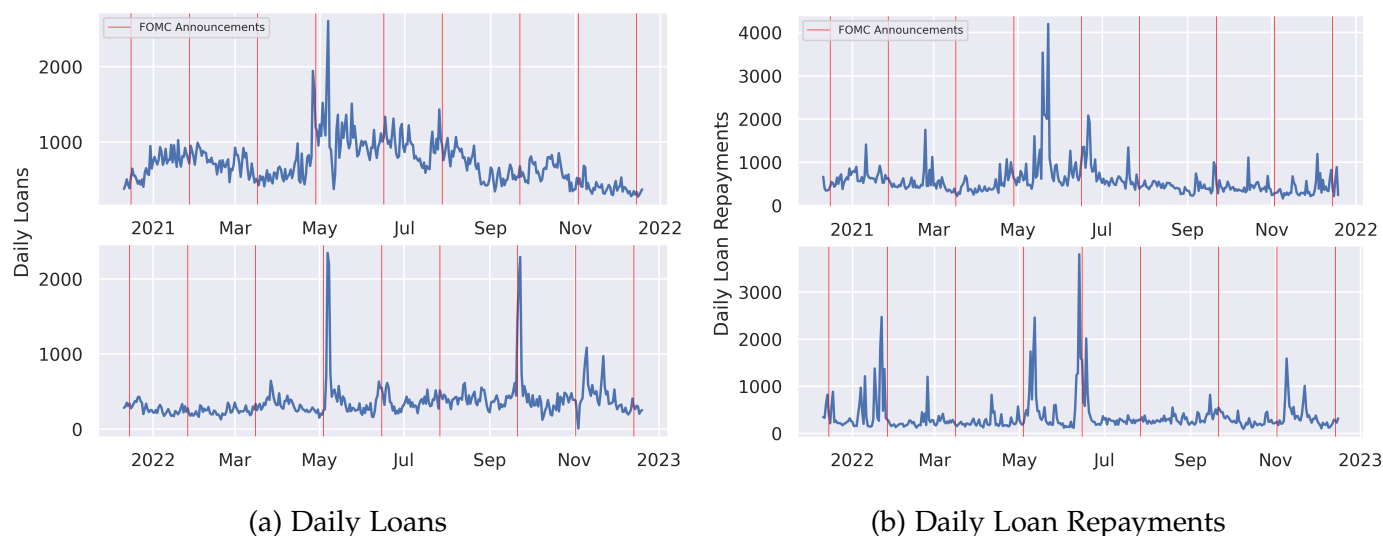 FOMC Announcements
2000
1000
2021 Mar May Jul Sep Nov 2022
2000
1000
0
2022 Mar May Jul Sep Nov 2023
Daily Loans
(a) Daily Loans
FOMC Announcements
4000
3000
2000
1000
0
2021 Mar May Jul Sep Nov 2022
3000
2000
1000
0
2022 Mar May Jul Sep Nov 2023
Daily Loan Repayments
(b) Daily Loan Repayments